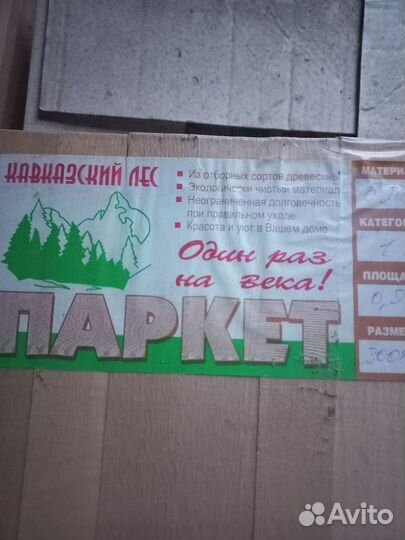 КАВКАЗСКИЙ ЛЕС
Из отборных сортов древесины
Экологически чистый материал
Неограниченная долговечность
при правильном уходе
Красота и уют в Вашем доме
Один раз
на века!
ПАРКЕТ
МАТЕРИ
КАТЕГО
1
ПЛОЩА
РАЗМЕ
Avito